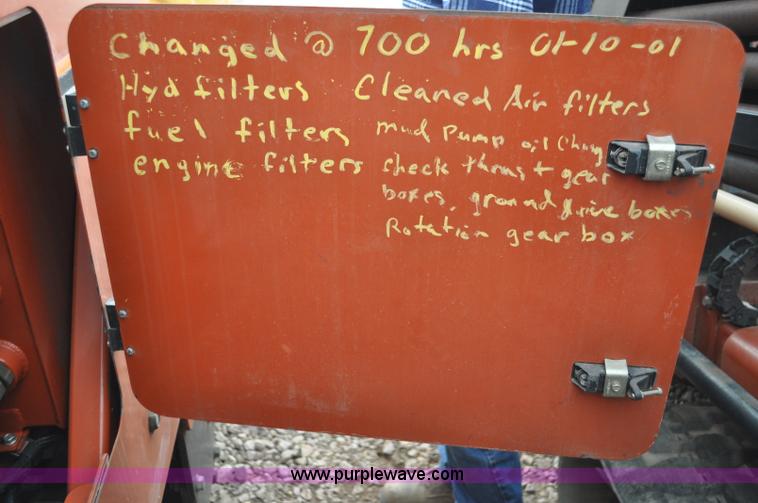 Changed @ 700 hrs 01-10-01
Hyd filters Cleaned Air filters
fuel filters mud pump oil Chang
engine filters check thrust gear
boxes, ground drive boxes
Rotation gear box
www.purplewave.com